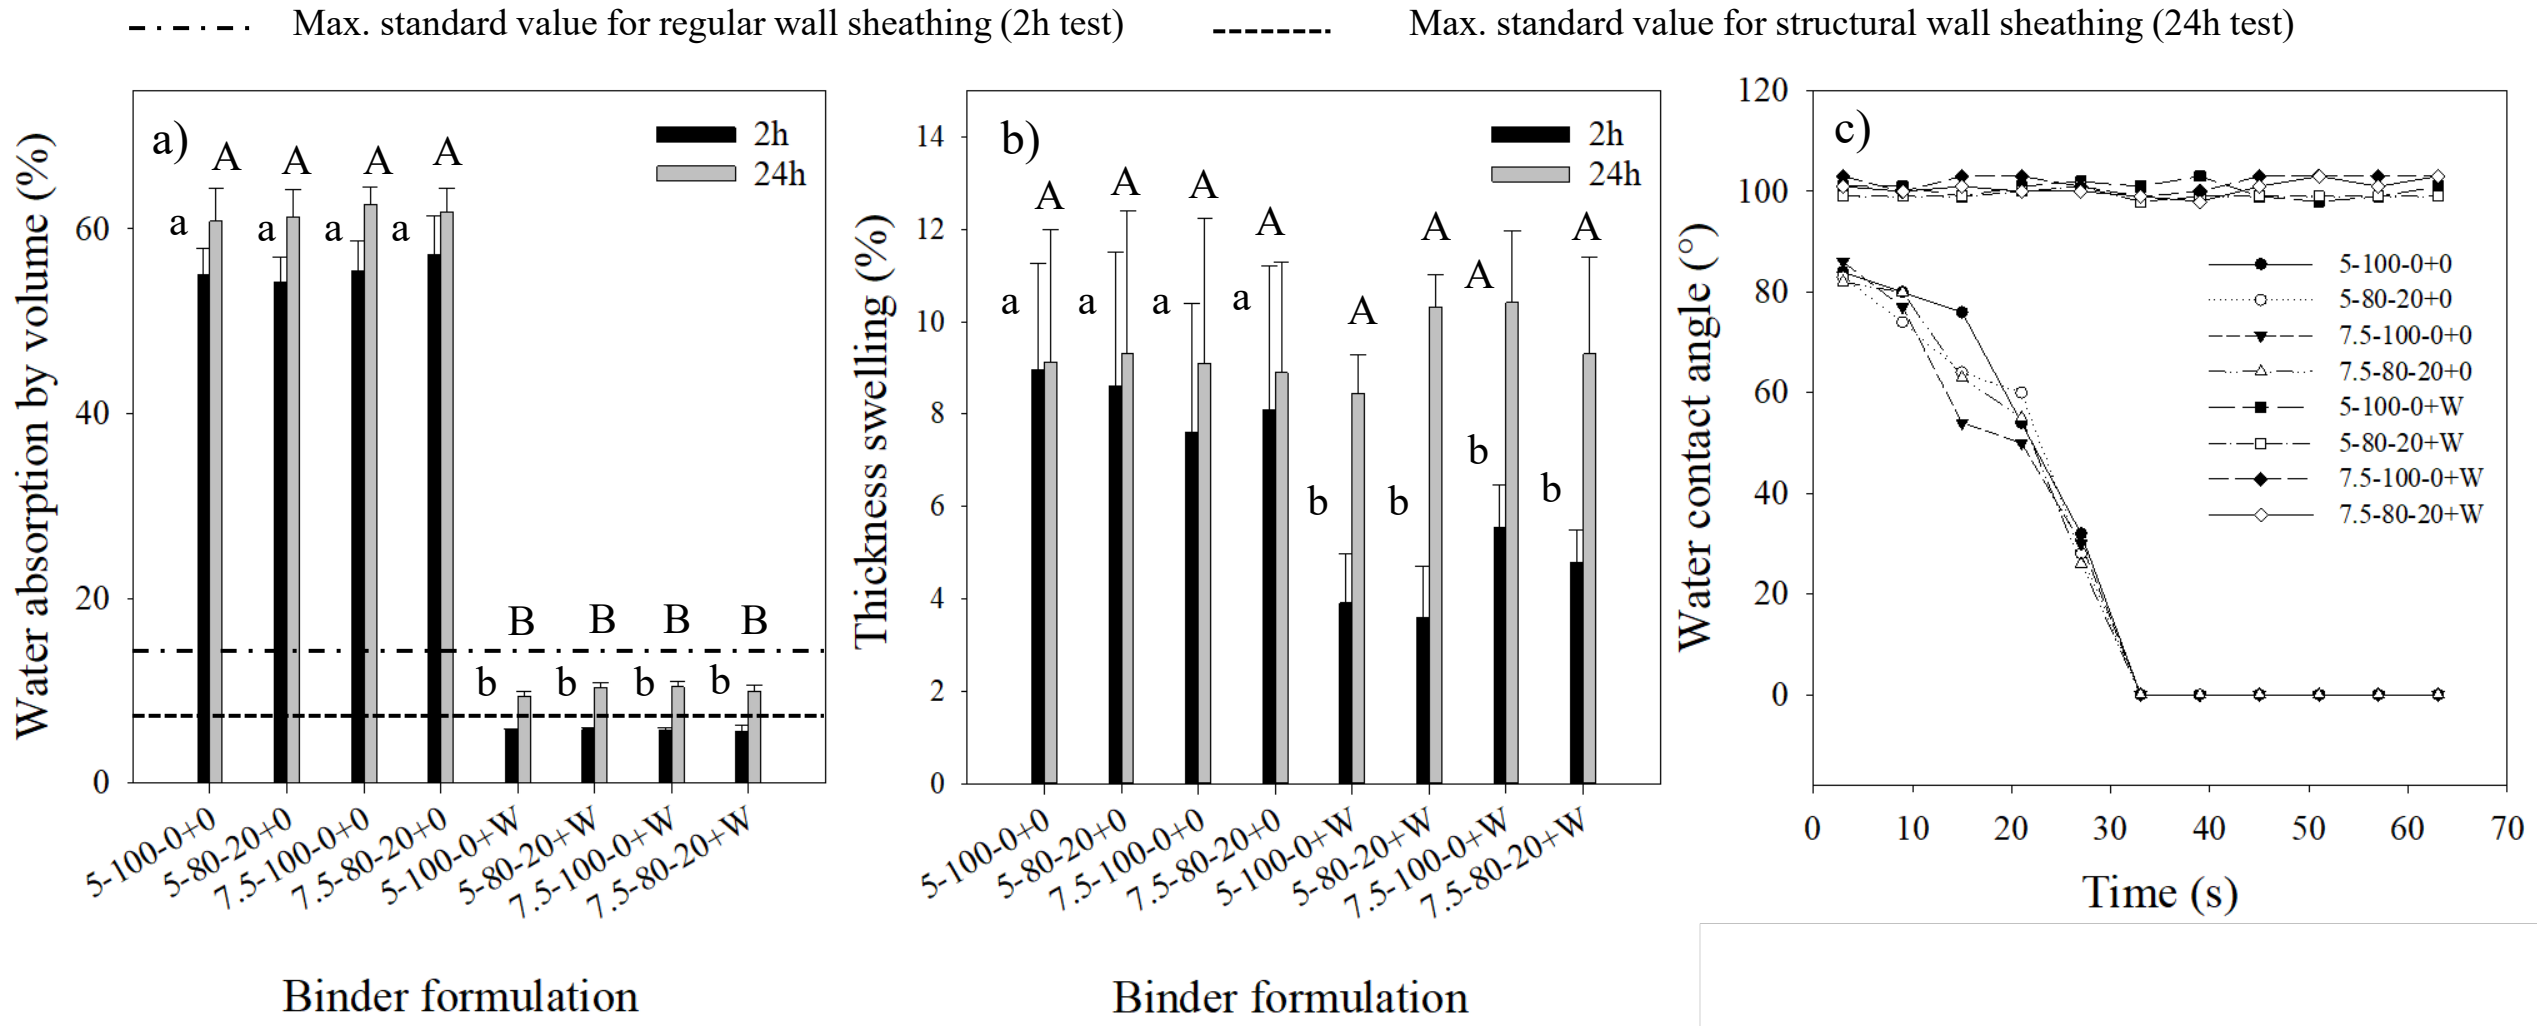 Max. standard value for regular wall sheathing (2h test)
Max. standard value for structural wall sheathing (24h test)
a)
2h
24h
A A A A
a a a a
B B B B
b b b b
60
40
20
0
Water absorption by volume (%)
5-100-0+0
5-80-20+0
7.5-100-0+0
7.5-80-20+0
5-100-0+W
5-80-20+W
7.5-100-0+W
7.5-80-20+W
Binder formulation
b)
2h
24h
A A A A A A A A
a a a a b b b b
14
12
10
8
6
4
2
0
Thickness swelling (%)
5-100-0+0
5-80-20+0
7.5-100-0+0
7.5-80-20+0
5-100-0+W
5-80-20+W
7.5-100-0+W
7.5-80-20+W
Binder formulation
c)
120
100
80
60
40
20
0
Water contact angle (°)
5-100-0+0
5-80-20+0
7.5-100-0+0
7.5-80-20+0
5-100-0+W
5-80-20+W
7.5-100-0+W
7.5-80-20+W
0 10 20 30 40 50 60 70
Time (s)